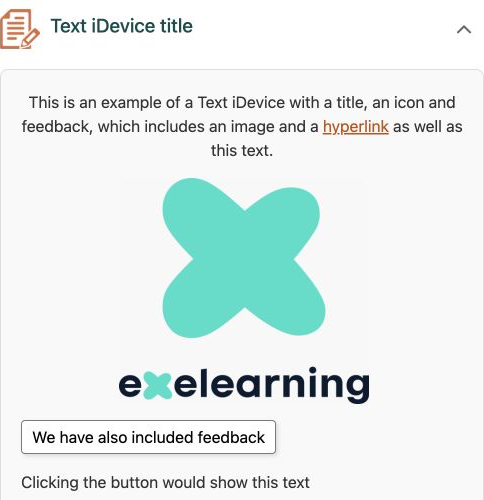 Text iDevice title
This is an example of a Text iDevice with a title, an icon and
feedback, which includes an image and a hyperlink as well as
this text.
exelearning
We have also included feedback
Clicking the button would show this text